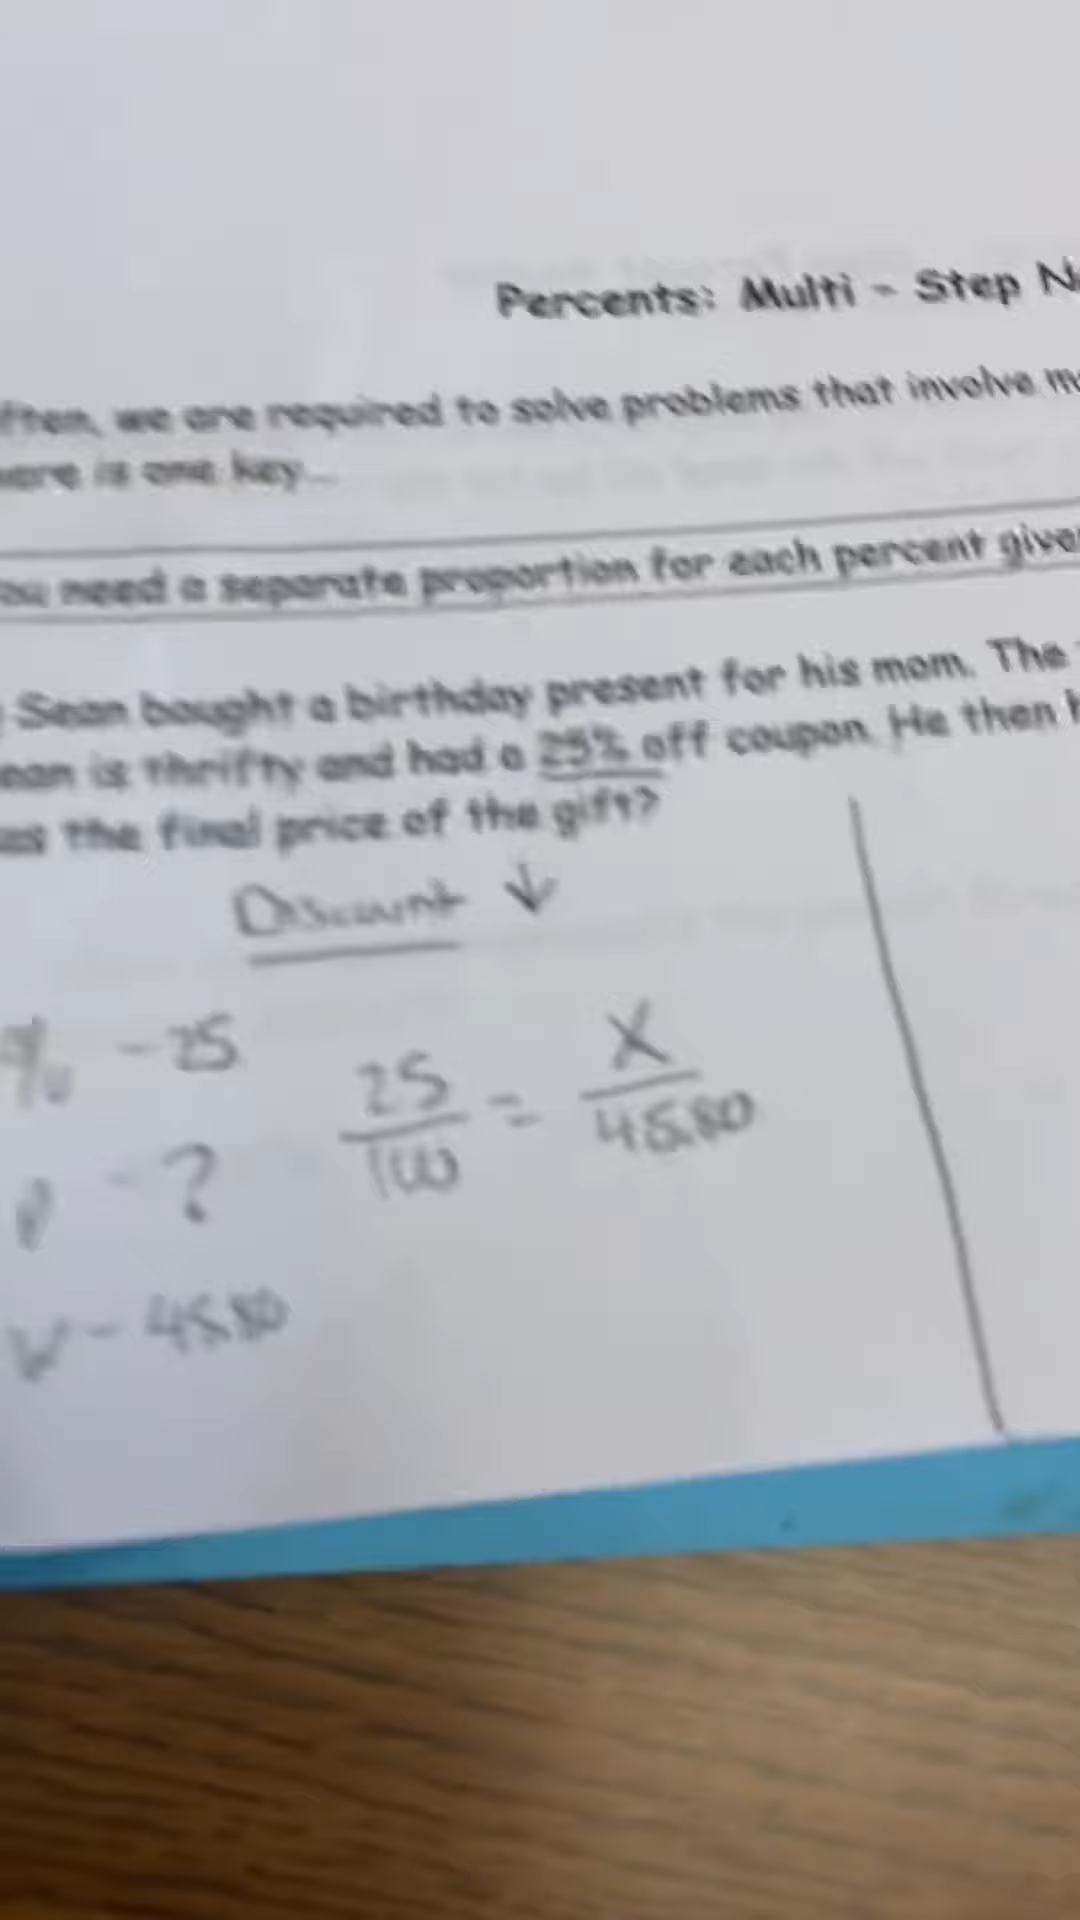 Percents: Multi - Step
ften, we are required to solve problems that involve
here is one key...
ou need a separate proportion for each percent give
Sean bought a birthday present for his mom. The
ean is thrifty and had a 25% off coupon. He then
as the final price of the gift?
Discount ↓
% - 25
25/100 = X/45.80
P - ?
W - 45.80